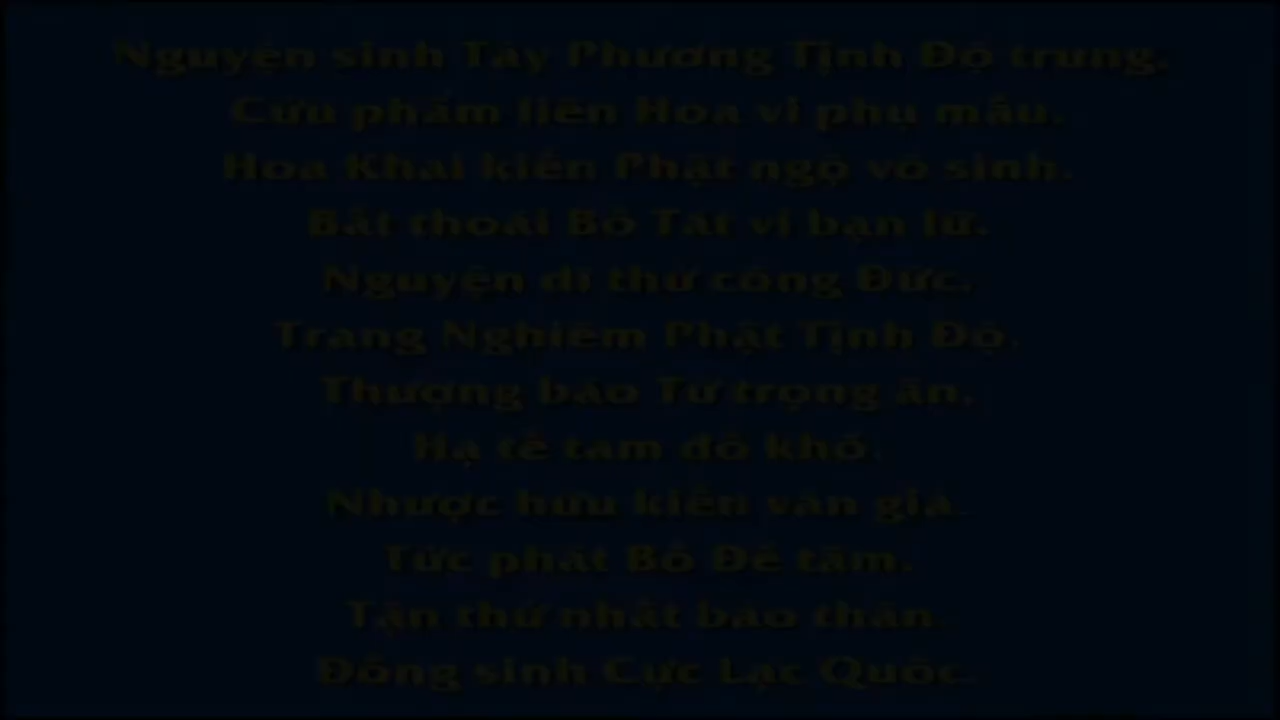 Nguyện sinh Tây Phương Tịnh Độ trung,
Cửu phẩm liên Hoa vi phụ mẫu.
Hoa Khai kiến Phật ngộ vô sinh.
Bất thoái Bồ Tát vi bạn lữ.
Nguyện dĩ thử công Đức.
Trang Nghiêm Phật Tịnh Độ.
Thượng báo Tứ trọng ân.
Hạ tế tam đồ khổ.
Nhược hữu kiến văn giả.
Tức phát Bồ Đề tâm.
Tận thử nhất báo thân.
Đồng sinh Cực Lạc Quốc.